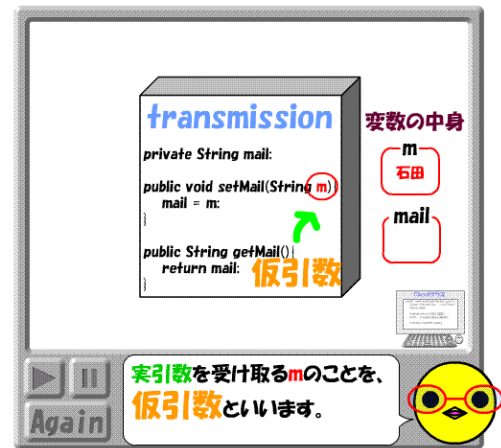 transmission
private String mail;
public void setMail(String m){
mail = m;
}
public String getMail(){
return mail;
}
仮引数
変数の中身
m
石田
mail
Again
実引数を受け取るmのことを、
仮引数といいます。